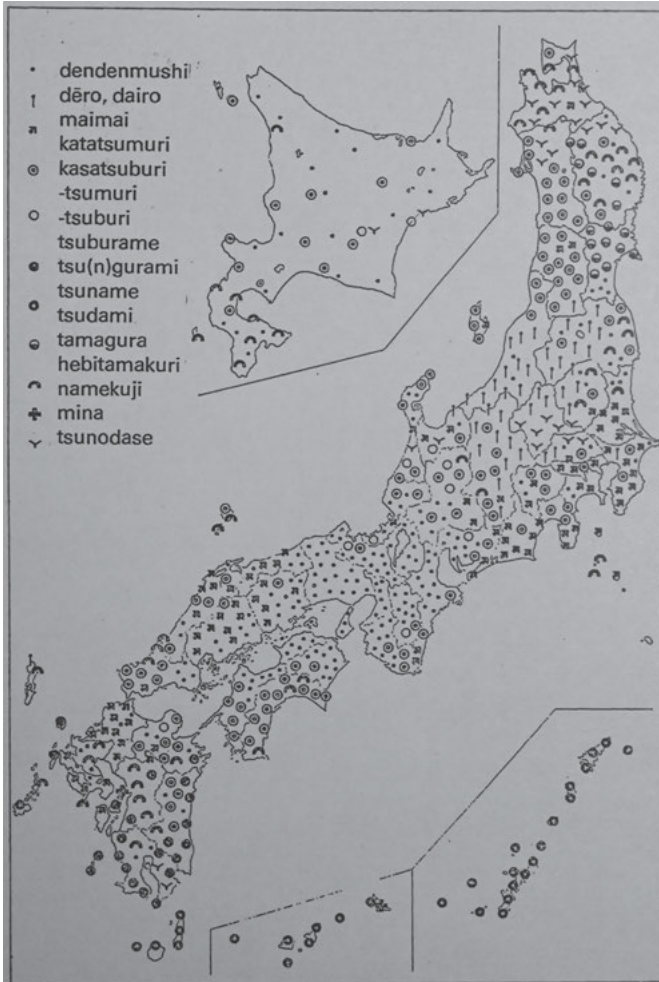 dendenmushi
dēro, dairo
maimai
katatsumuri
kasatsuburi
-tsumuri
-tsuburi
tsuburame
tsu(n)gurami
tsuname
tsudami
tamagura
hebitamakuri
namekuji
mina
tsunodase